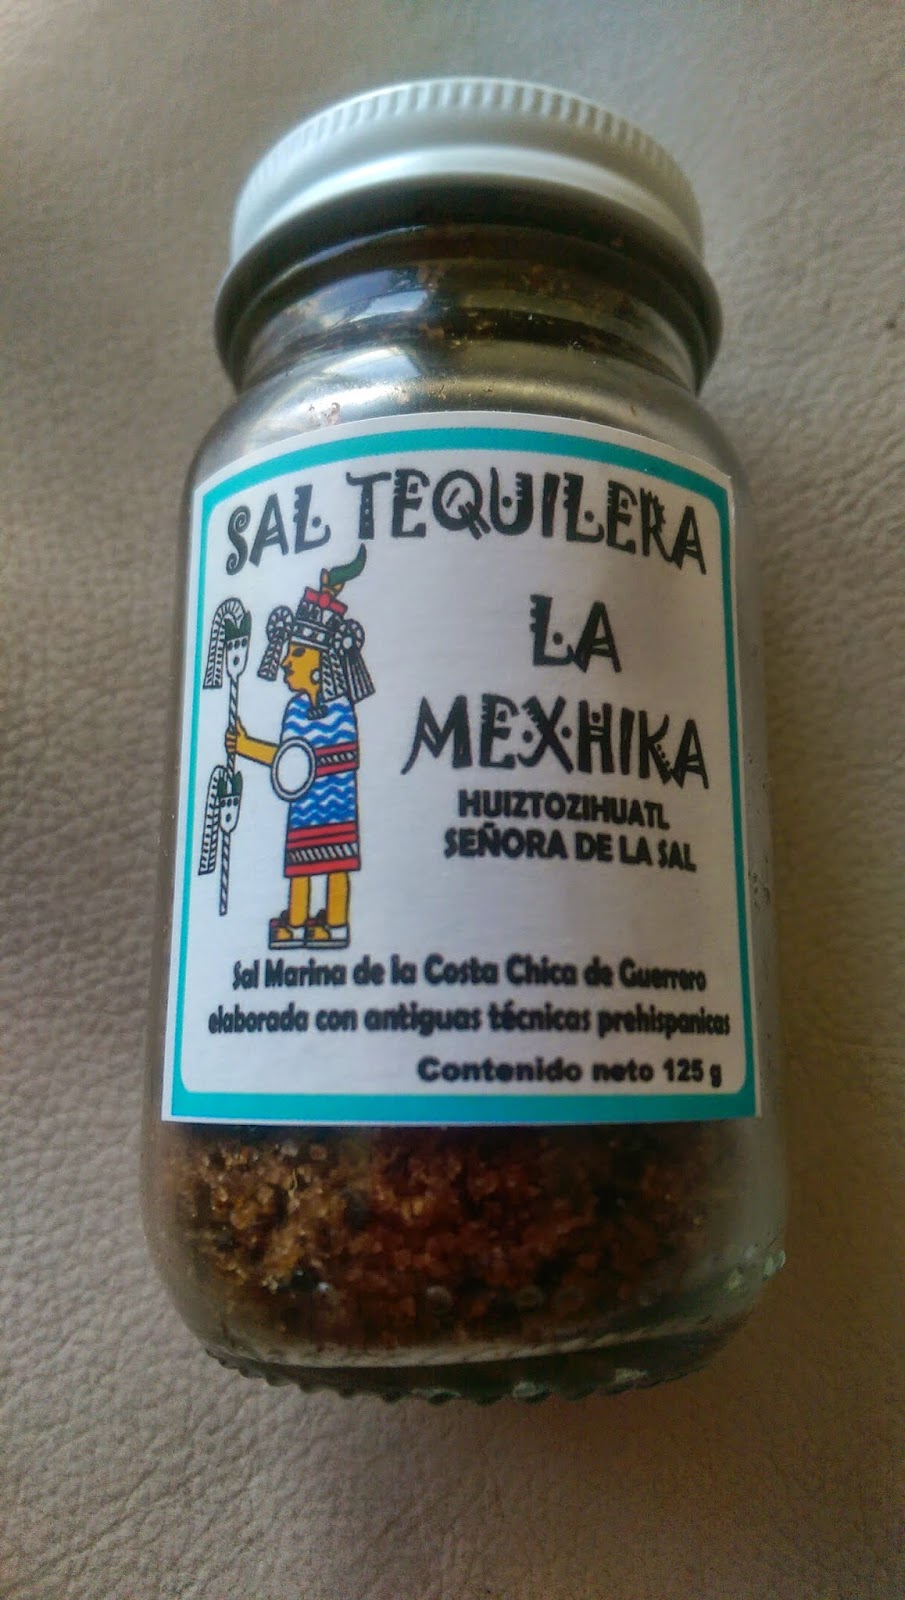 SAL TEQUILERA
LA
MEXHIKA
HUIZTOZIHUATL
SEÑORA DE LA SAL
Sal Marina de la Costa Chica de Guerrero
elaborada con antiguas técnicas prehispanicas
Contenido neto 125 g